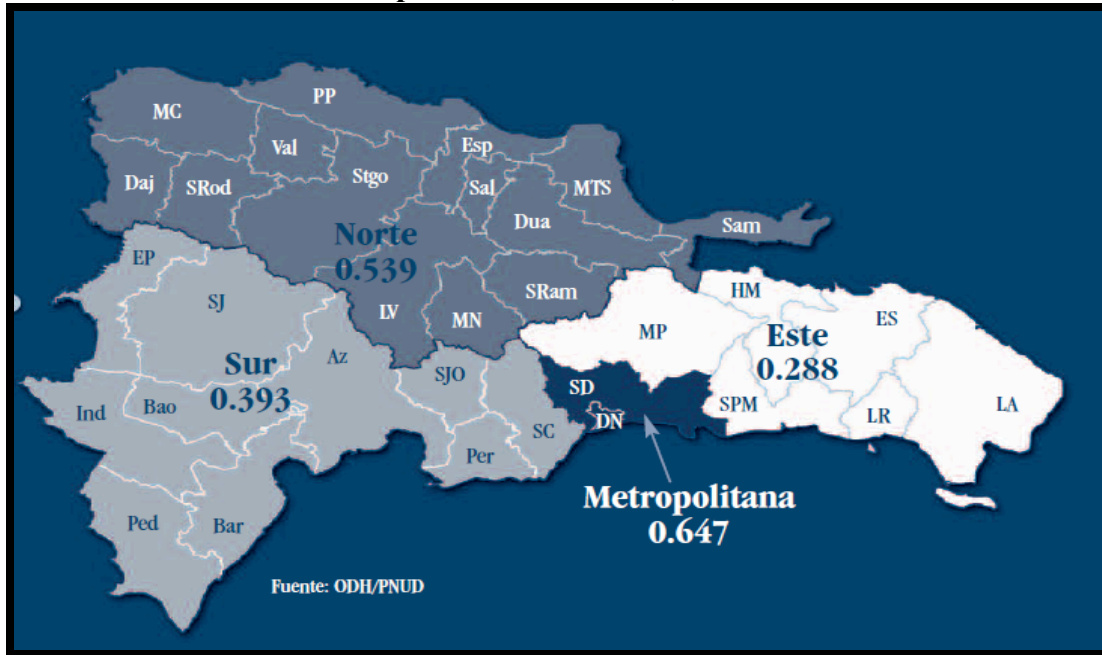 PP
MC
Val
Esp
Stgo
Daj
SRod
Sal
MTS
Dua
Sam
Norte
0.539
EP
SJ
SRam
HM
LV
MN
MP
ES
Az
Este
0.288
Sur
0.393
SJO
SD
SPM
Ind
Bao
DN
LR
LA
SC
Per
Metropolitana
0.647
Ped
Bar
Fuente: ODH/PNUD